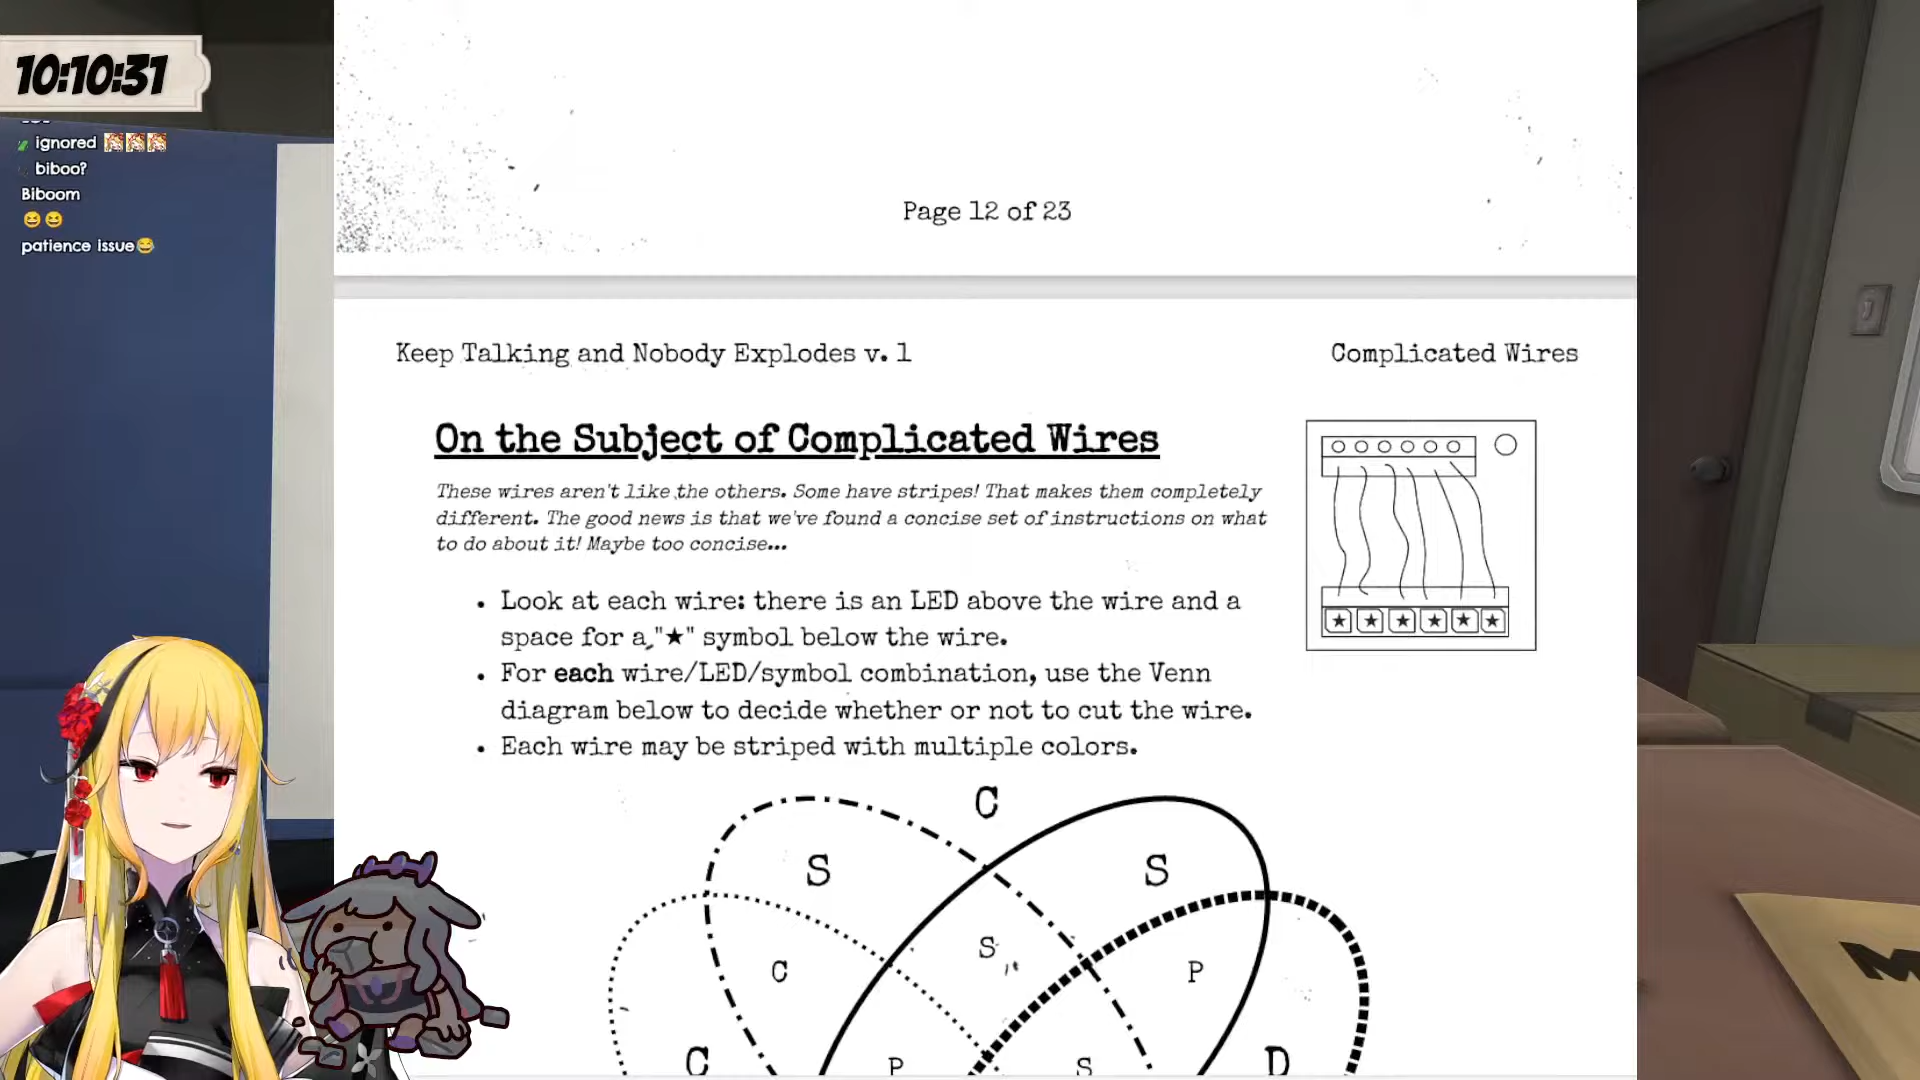 10:10:31
ignored
biboo?
Biboom
patience issue
Page 12 of 23
Keep Talking and Nobody Explodes v. 1
Complicated Wires
On the Subject of Complicated Wires
These wires aren't like the others. Some have stripes! That makes them completely
different. The good news is that we've found a concise set of instructions on what
to do about it! Maybe too concise...
• Look at each wire: there is an LED above the wire and a
space for a "★" symbol below the wire.
• For each wire/LED/symbol combination, use the Venn
diagram below to decide whether or not to cut the wire.
• Each wire may be striped with multiple colors.
C
S
S
S
C
P
C
P
S
D